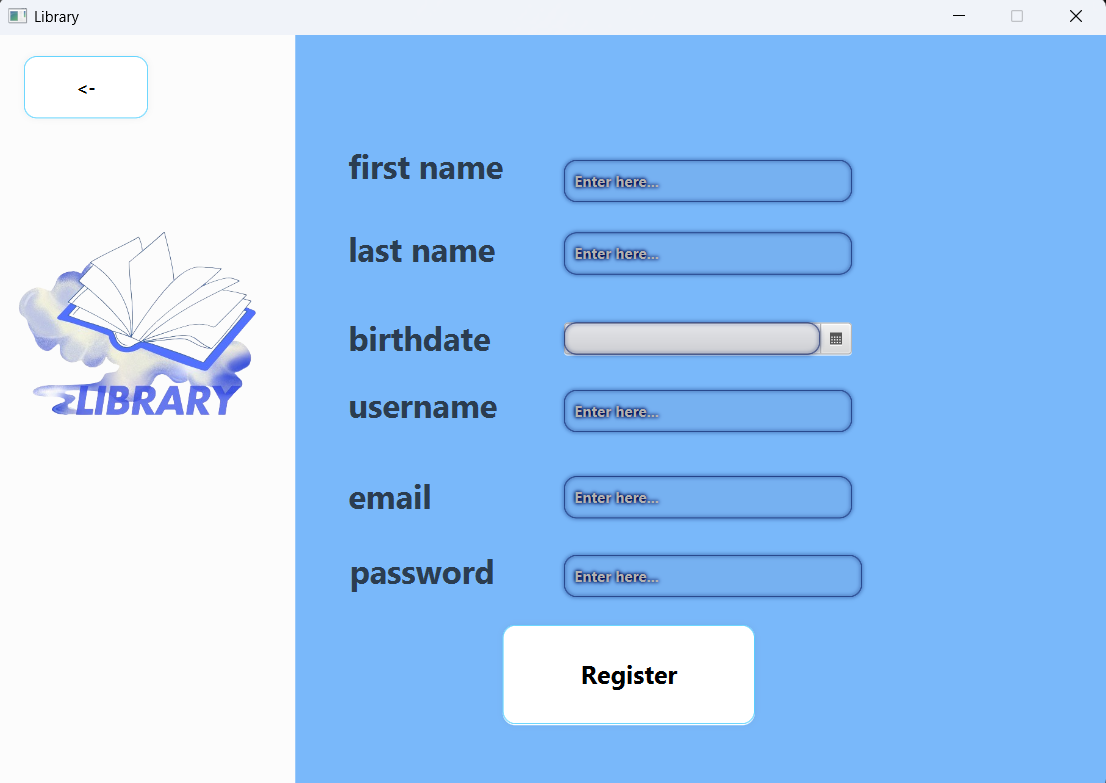 Library
<-
LIBRARY
first name
Enter here...
last name
Enter here...
birthdate
username
Enter here...
email
Enter here...
password
Enter here...
Register